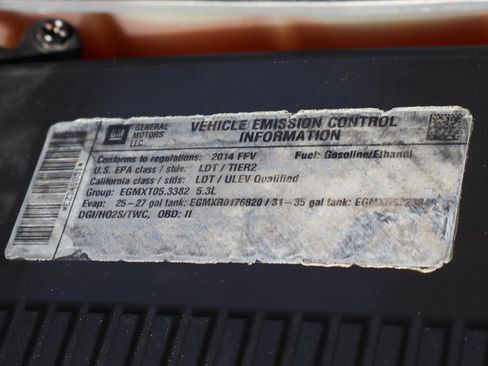 GM
GENERAL
MOTORS
LLC
VEHICLE EMISSION CONTROL
INFORMATION
Conforms to regulations: 2014 FFV Fuel: Gasoline/Ethanol
U.S. EPA class / stds: LDT / TIER2
California class / stds: LDT / ULEV Qualified
Group: EGMXT05.3382 5.3L
Evap: 25-27 gal tank: EGMXR0176820 / 31-35 gal tank:
DGI/HO2S/TWC, OBD: II